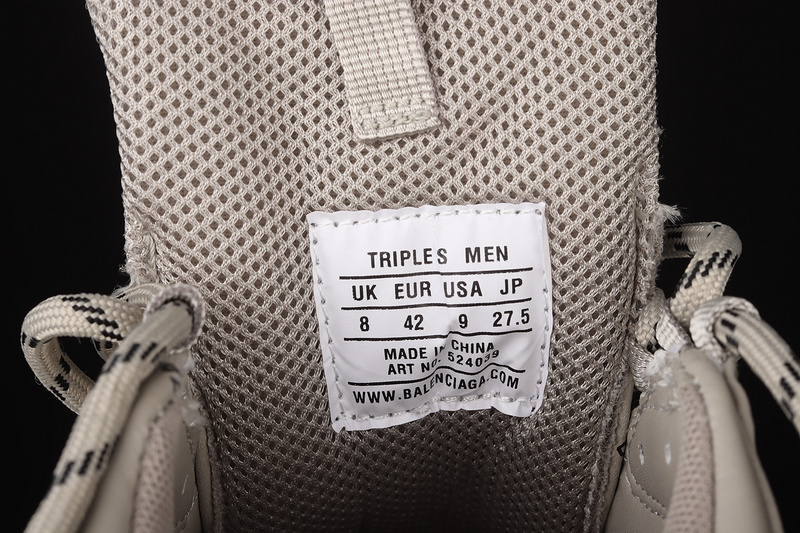 TRIPLES MEN
UK EUR USA JP
8 42 9 27.5
MADE IN CHINA
ART NO. 524039
WWW.BALENCIAGA.COM